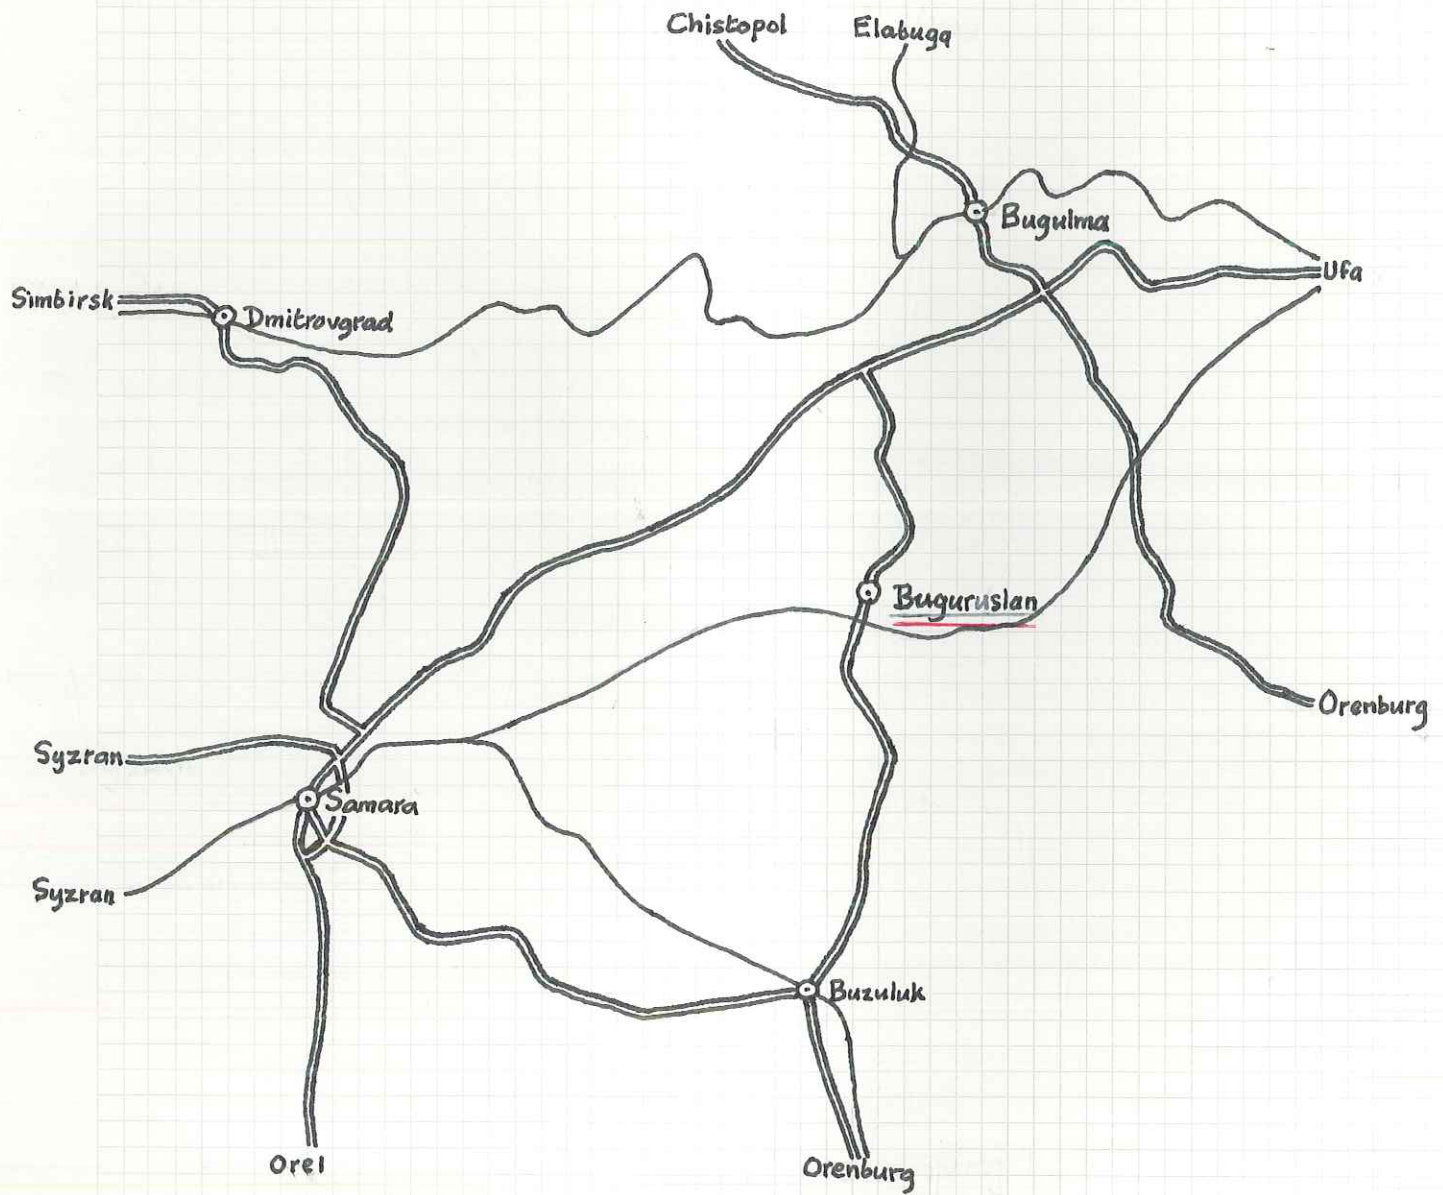 Chistopol
Elabuga
Bugulma
Ufa
Simbirsk
Dmitrovgrad
Buguruslan
Orenburg
Syzran
Samara
Syzran
Buzuluk
Orel
Orenburg